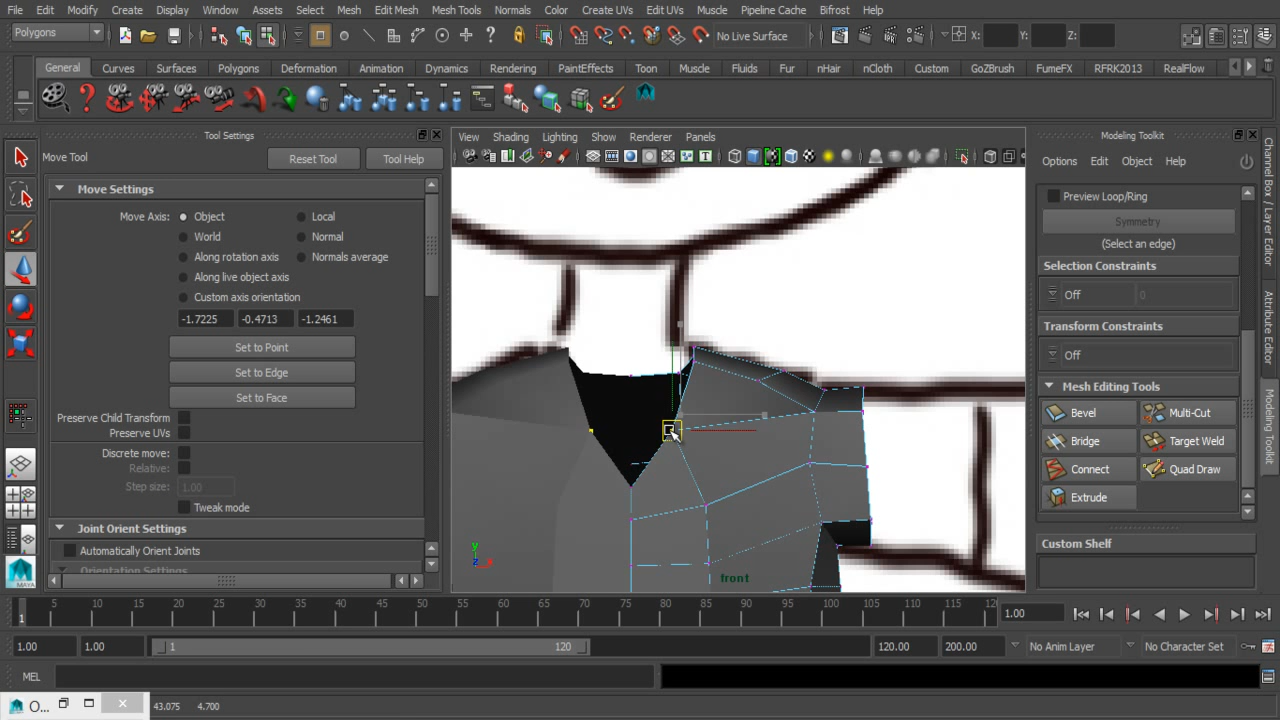 File Edit Modify Create Display Window Assets Select Mesh Edit Mesh Mesh Tools Normals Color Create UVs Edit UVs Muscle Pipeline Cache Bifrost Help
Polygons No Live Surface X: Y: Z:
General Curves Surfaces Polygons Deformation Animation Dynamics Rendering PaintEffects Toon Muscle Fluids Fur nHair nCloth Custom GoZBrush FumeFX RFRK2013 RealFlow
Tool Settings
Move Tool Reset Tool Tool Help
Move Settings
Move Axis: Object Local
World Normal
Along rotation axis Normals average
Along live object axis
Custom axis orientation
-1.7225 -0.4713 -1.2461
Set to Point
Set to Edge
Set to Face
Preserve Child Transform
Preserve UVs
Discrete move:
Relative:
Step size: 1.00
Tweak mode
Joint Orient Settings
Automatically Orient Joints
Orientation Settings
MAYA
View Shading Lighting Show Renderer Panels
y
z
front
Modeling Toolkit
Options Edit Object Help
Preview Loop/Ring
Symmetry
(Select an edge)
Selection Constraints
Off 0
Transform Constraints
Off
Mesh Editing Tools
Bevel Multi-Cut
Bridge Target Weld
Connect Quad Draw
Extrude
Custom Shelf
Channel Box / Layer Editor
Attribute Editor
Modeling Toolkit
1 5 10 15 20 25 30 35 40 45 50 55 60 65 70 75 80 85 90 95 100 105 110 115 12 1.00
1.00 1.00 1 120 120.00 200.00 No Anim Layer No Character Set
MEL
O... 43.075 4.700